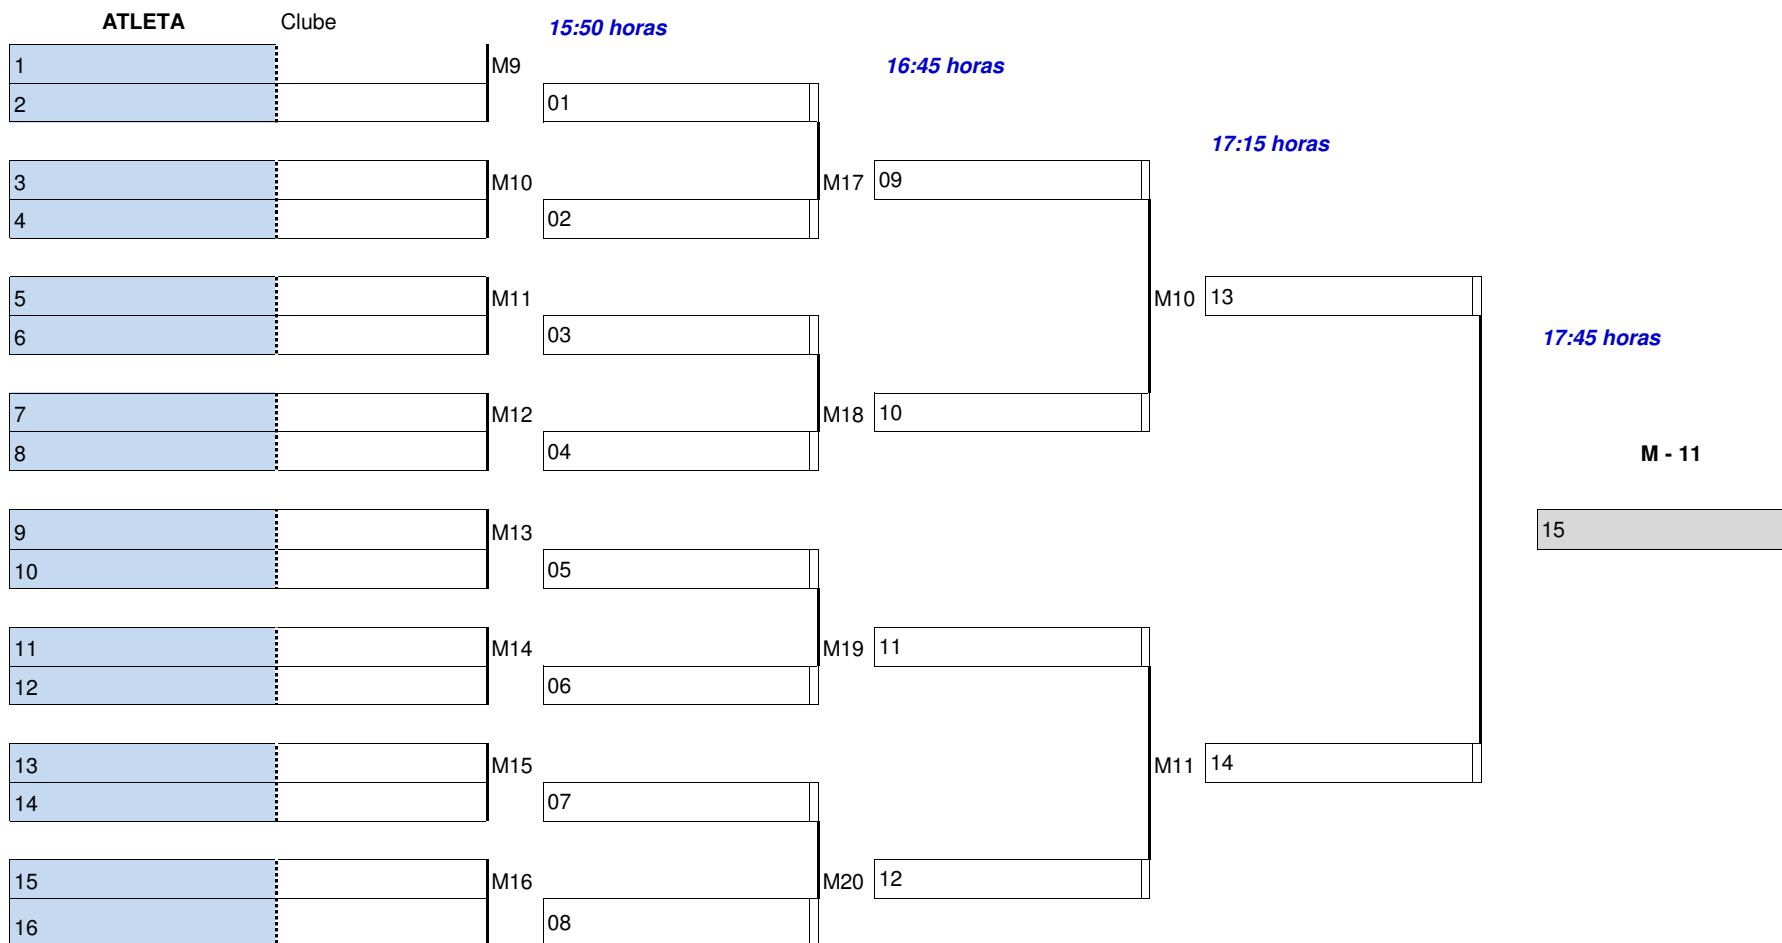 ATLETA Clube 15:50 horas
1 M9 16:45 horas
2 01
17:15 horas
3 M10 M17 09
4 02
5 M11 M10 13
6 03 17:45 horas
7 M12 M18 10
8 04 M - 11
9 M13 15
10 05
11 M14 M19 11
12 06
13 M15 M11 14
14 07
15 M16 M20 12
16 08